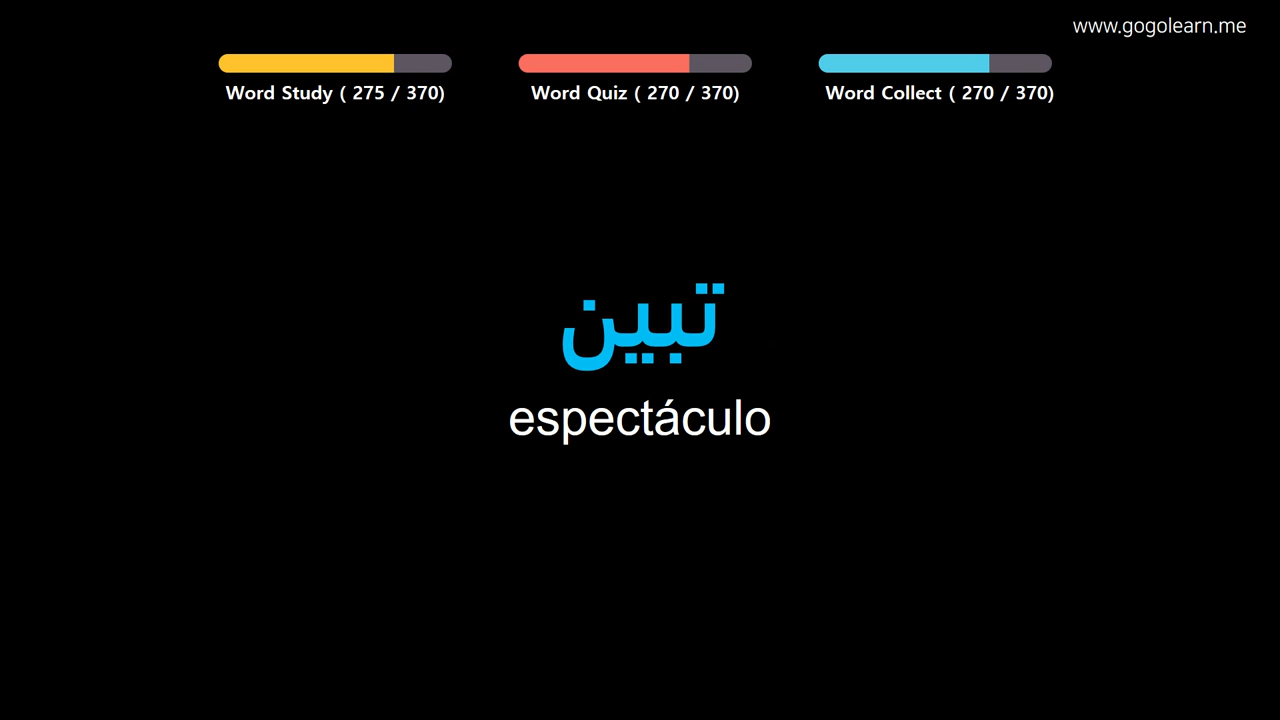 www.gogolearn.me
Word Study ( 275 / 370)
Word Quiz ( 270 / 370)
Word Collect ( 270 / 370)
تبين
espectáculo